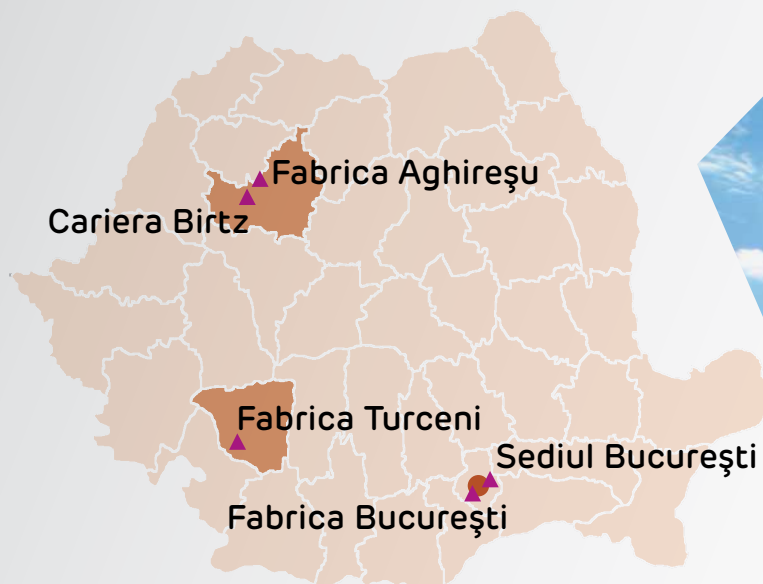 Fabrica Aghireşu
Cariera Birtz
Fabrica Turceni
Sediul Bucureşti
Fabrica Bucureşti